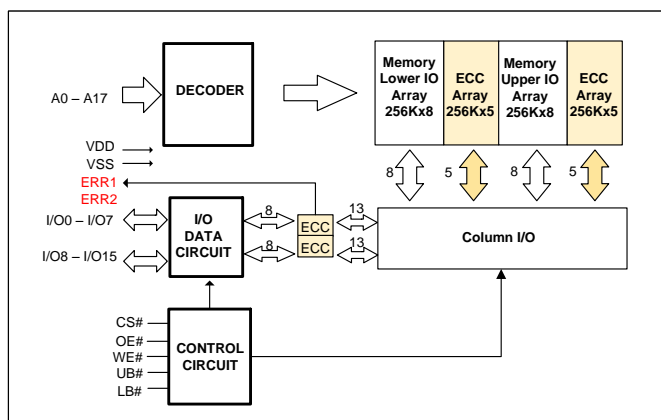 A0 – A17
DECODER
Memory
Lower IO
Array
256Kx8
ECC
Array
256Kx5
Memory
Upper IO
Array
256Kx8
ECC
Array
256Kx5
VDD
VSS
ERR1
ERR2
8
5
8
5
I/O0 – I/O7
I/O8 – I/O15
I/O
DATA
CIRCUIT
8
8
ECC
ECC
13
13
Column I/O
CS#
OE#
WE#
UB#
LB#
CONTROL
CIRCUIT